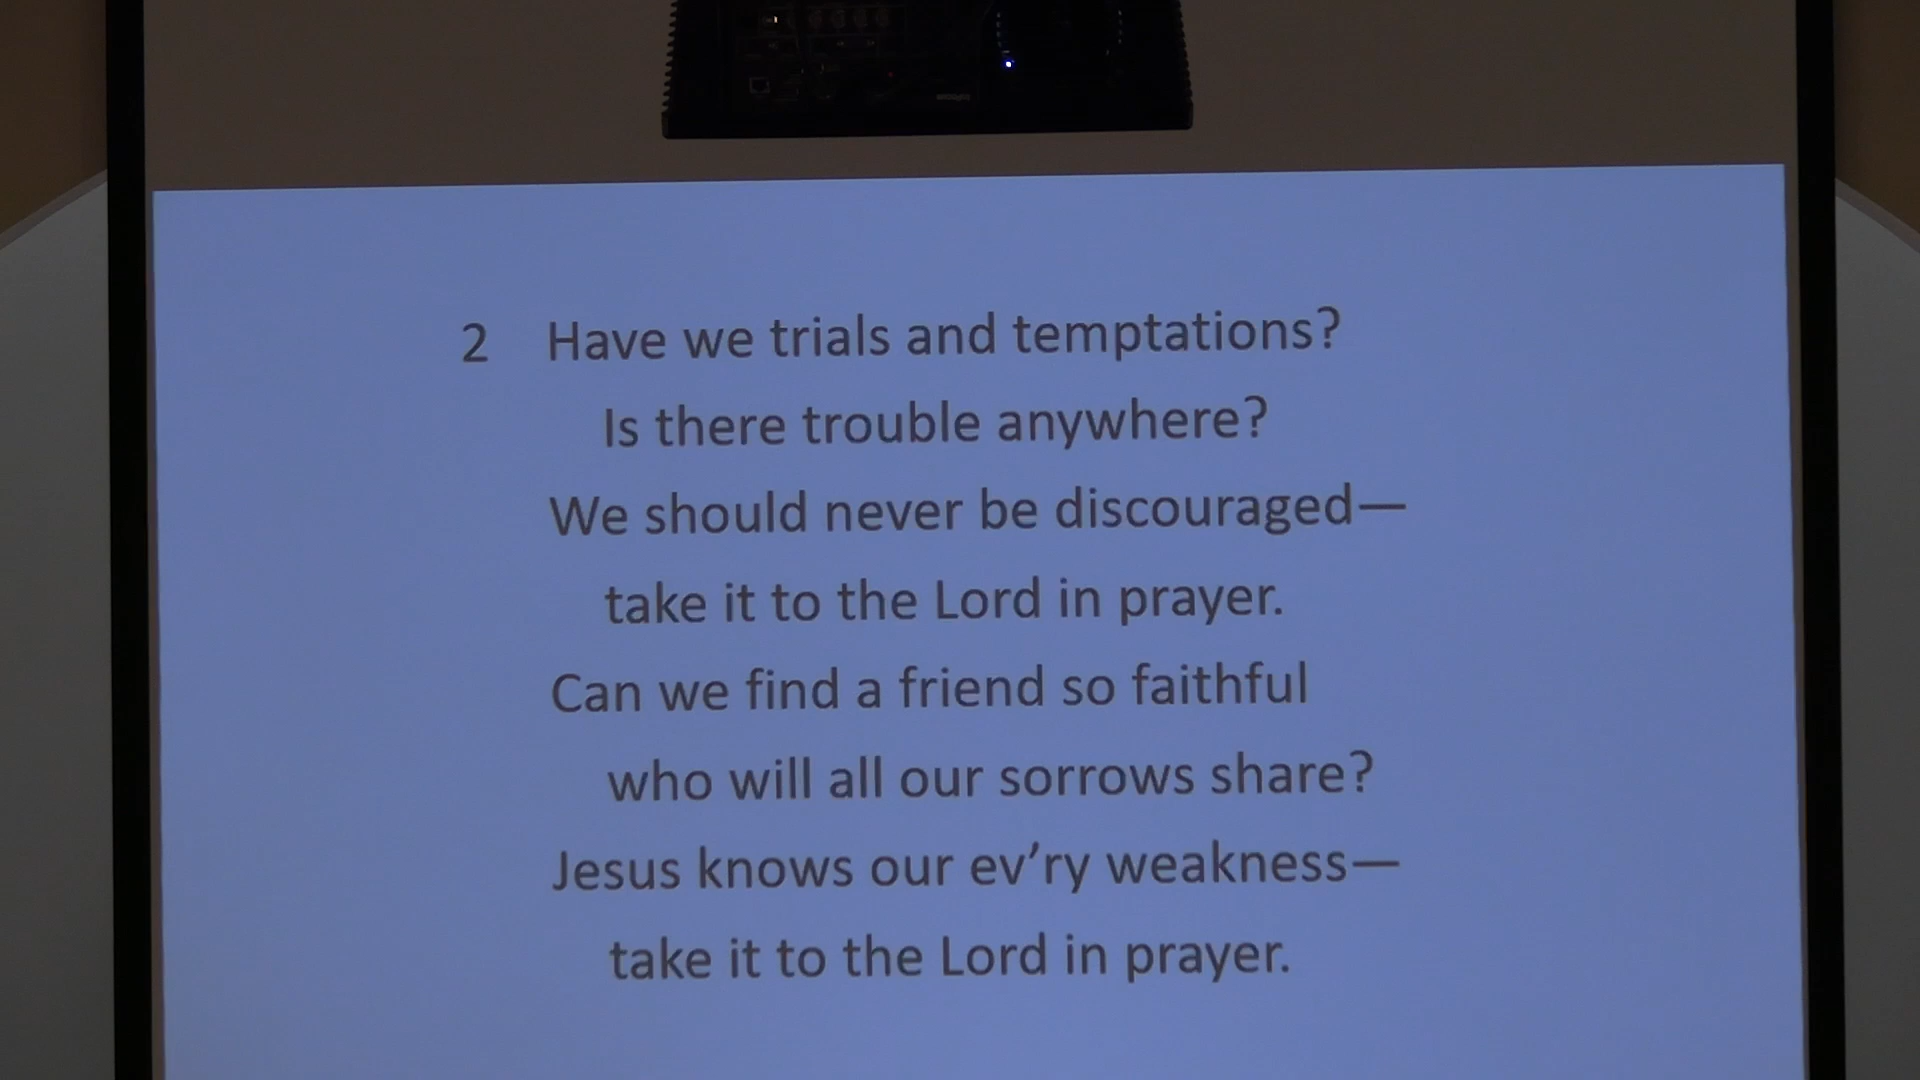 2 Have we trials and temptations?
Is there trouble anywhere?
We should never be discouraged—
take it to the Lord in prayer.
Can we find a friend so faithful
who will all our sorrows share?
Jesus knows our ev’ry weakness—
take it to the Lord in prayer.